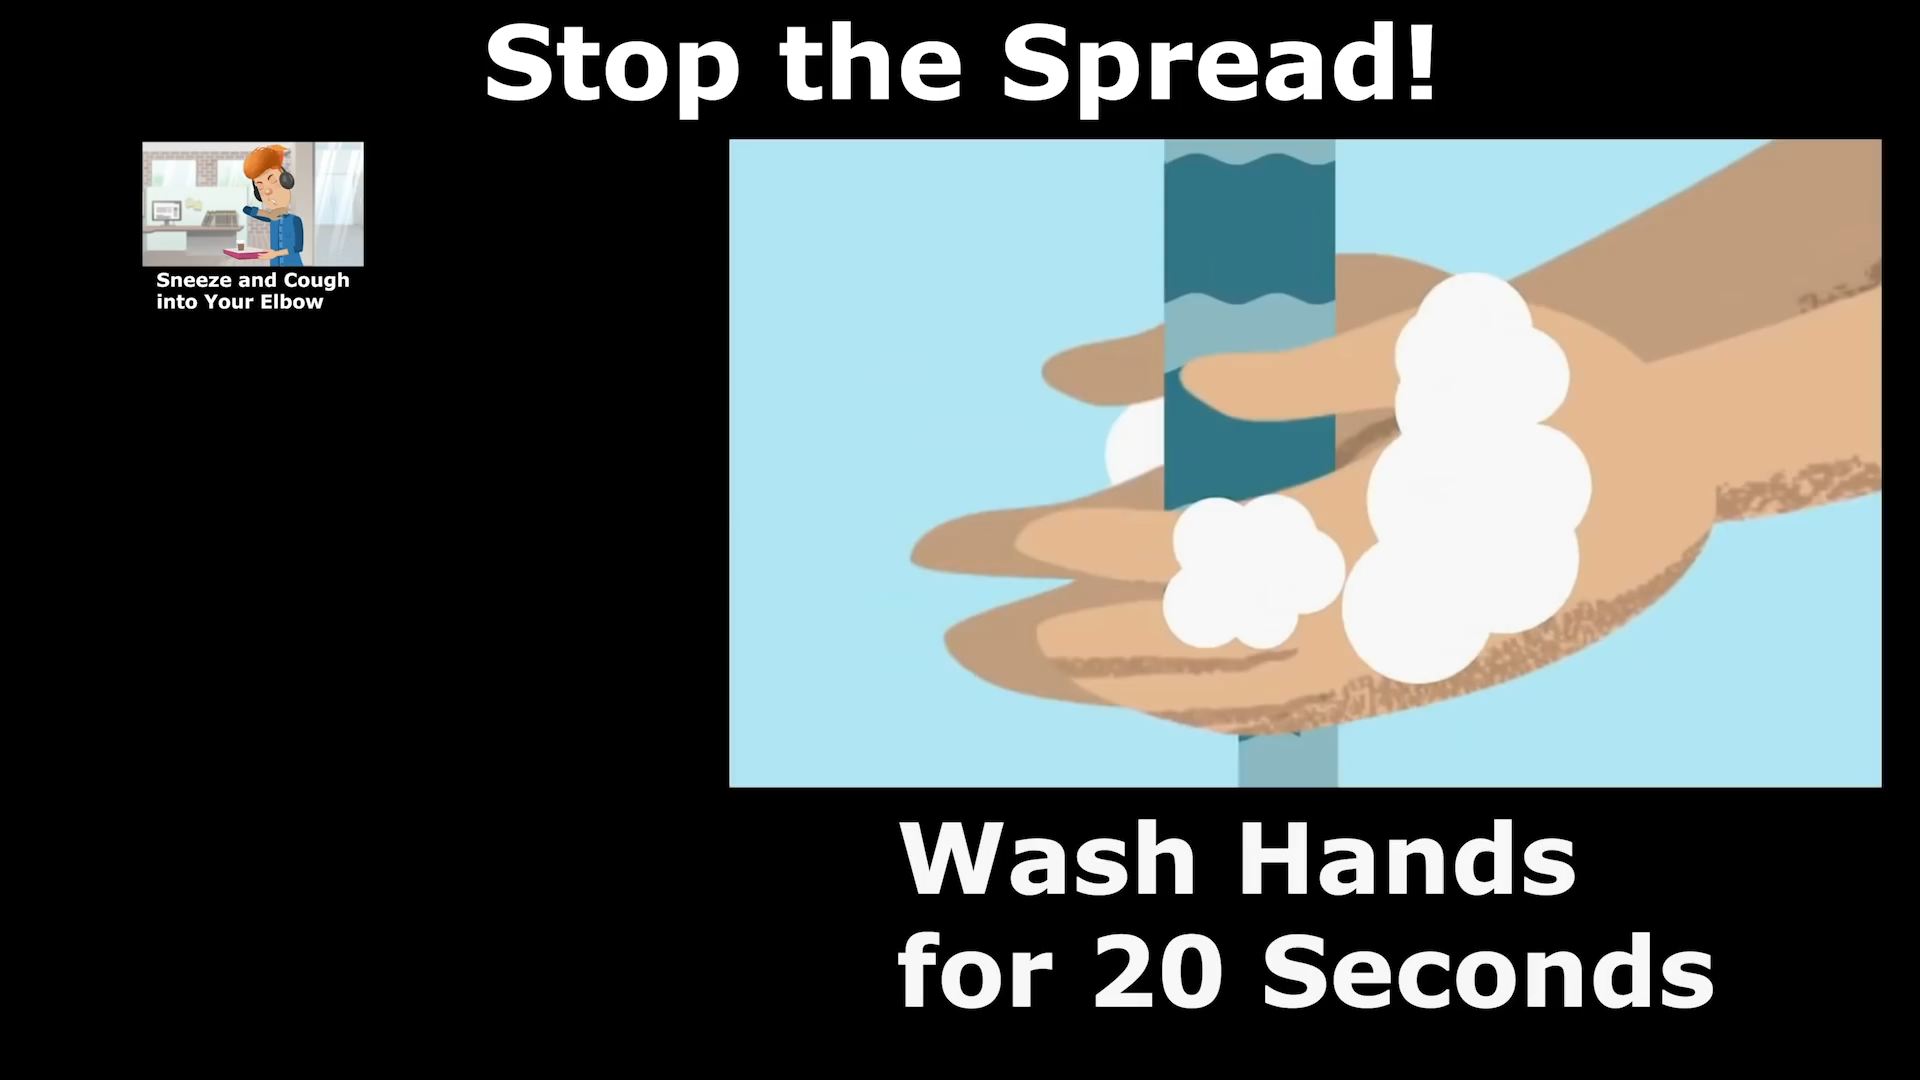 Stop the Spread!
Sneeze and Cough
into Your Elbow
Wash Hands
for 20 Seconds